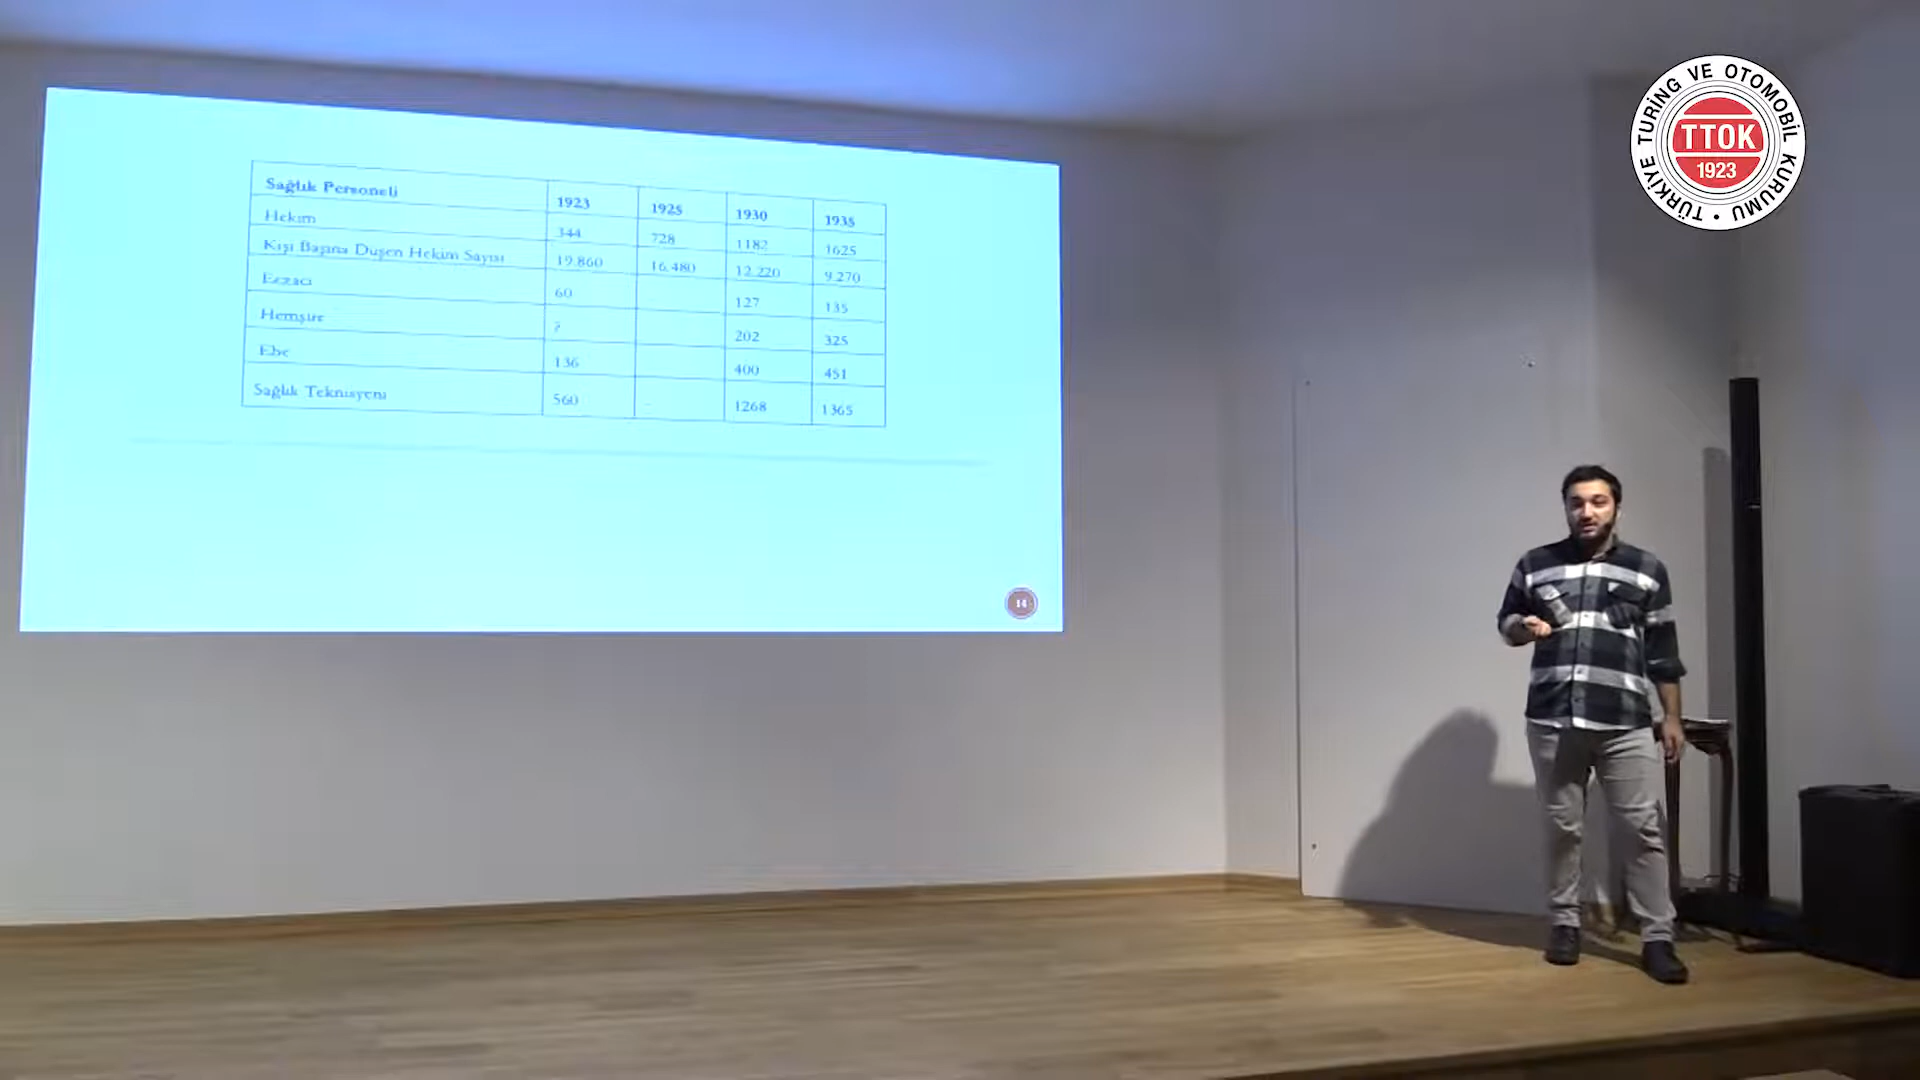 Sağlık Personeli 1923 1925 1930 1935
Hekim 344 728 1182 1625
Kişi Başına Düşen Hekim Sayısı 19.860 16.480 12.220 9.270
Eczacı 60 127 135
Hemşire ? 202 325
Ebe 136 400 451
Sağlık Teknisyeni 560 - 1268 1365
14
TÜRKİYE TURİNG VE OTOMOBİL KURUMU •
TTOK
1923